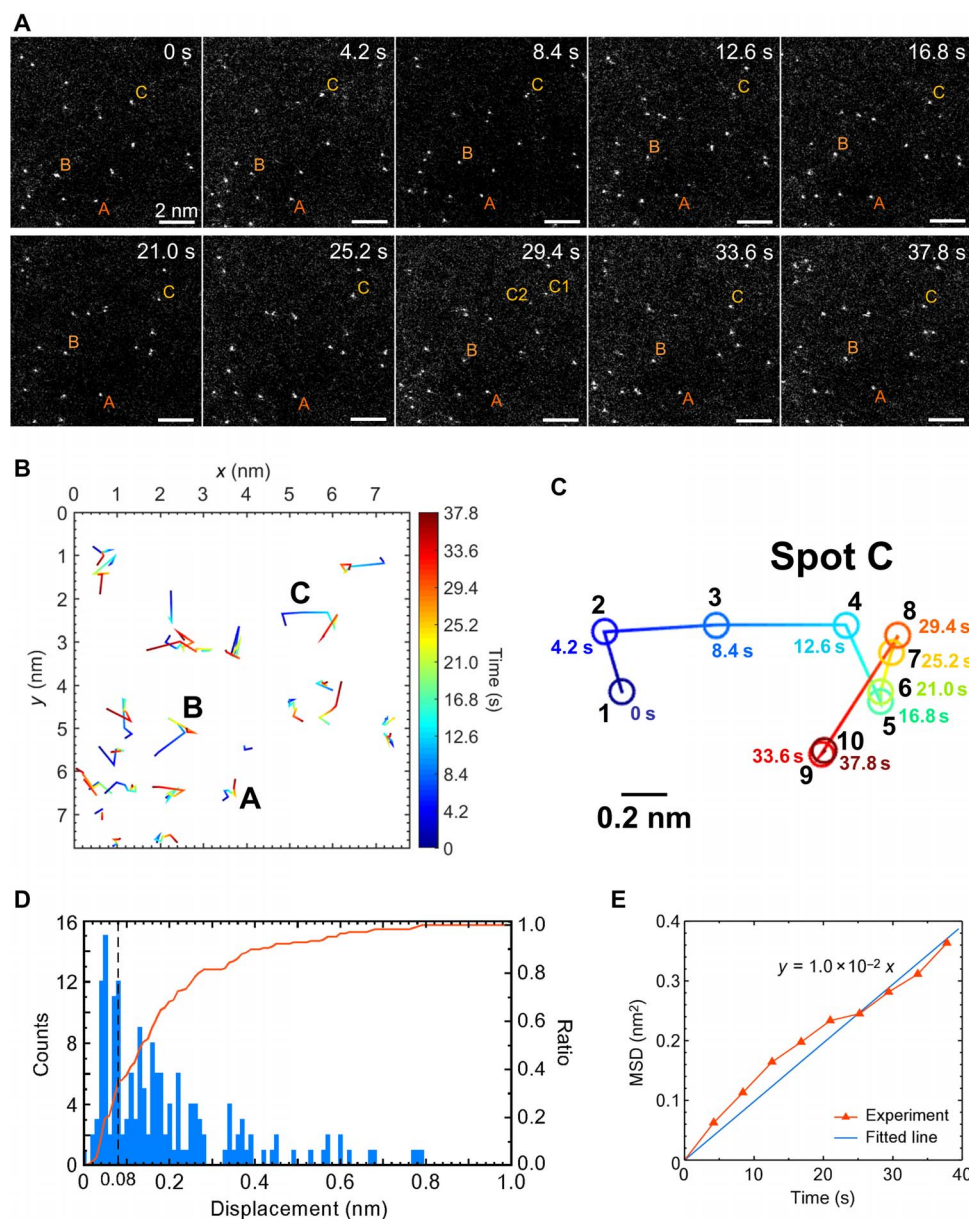 A
0 s
4.2 s
8.4 s
12.6 s
16.8 s
C
C
C
C
C
B
B
B
B
B
A
A
A
A
A
2 nm
21.0 s
25.2 s
29.4 s
33.6 s
37.8 s
C
C
C2
C1
C
C
B
B
B
B
A
A
A
A
B
x (nm)
0 1 2 3 4 5 6 7
y (nm)
0
1
2
3
4
5
6
7
C
B
A
37.8
33.6
29.4
25.2
21.0
16.8
12.6
8.4
4.2
0
Time (s)
C
Spot C
2
3
4
8
4.2 s
8.4 s
12.6 s
29.4 s
7
25.2 s
1
0 s
6
21.0 s
5
16.8 s
10
33.6 s
37.8 s
9
0.2 nm
D
16
12
8
4
0
Counts
1.0
0.8
0.6
0.4
0.2
0.0
Ratio
0 0.08 0.2 0.4 0.6 0.8 1.0
Displacement (nm)
E
0.4
0.3
0.2
0.1
0
MSD (nm²)
y = 1.0×10⁻² x
Experiment
Fitted line
0 10 20 30 40
Time (s)